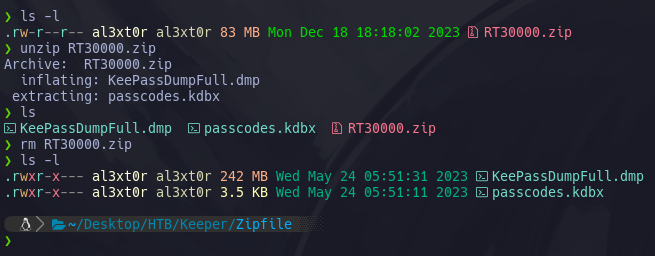 ❯ ls -l
.rw-r--r-- al3xt0r al3xt0r 83 MB Mon Dec 18 18:18:02 2023 RT30000.zip
❯ unzip RT30000.zip
Archive:  RT30000.zip
  inflating: KeePassDumpFull.dmp
 extracting: passcodes.kdbx
❯ ls
KeePassDumpFull.dmp  passcodes.kdbx  RT30000.zip
❯ rm RT30000.zip
❯ ls -l
.rwxr-x--- al3xt0r al3xt0r 242 MB Wed May 24 05:51:31 2023 KeePassDumpFull.dmp
.rwxr-x--- al3xt0r al3xt0r 3.5 KB Wed May 24 05:51:11 2023 passcodes.kdbx
~/Desktop/HTB/Keeper/Zipfile
❯